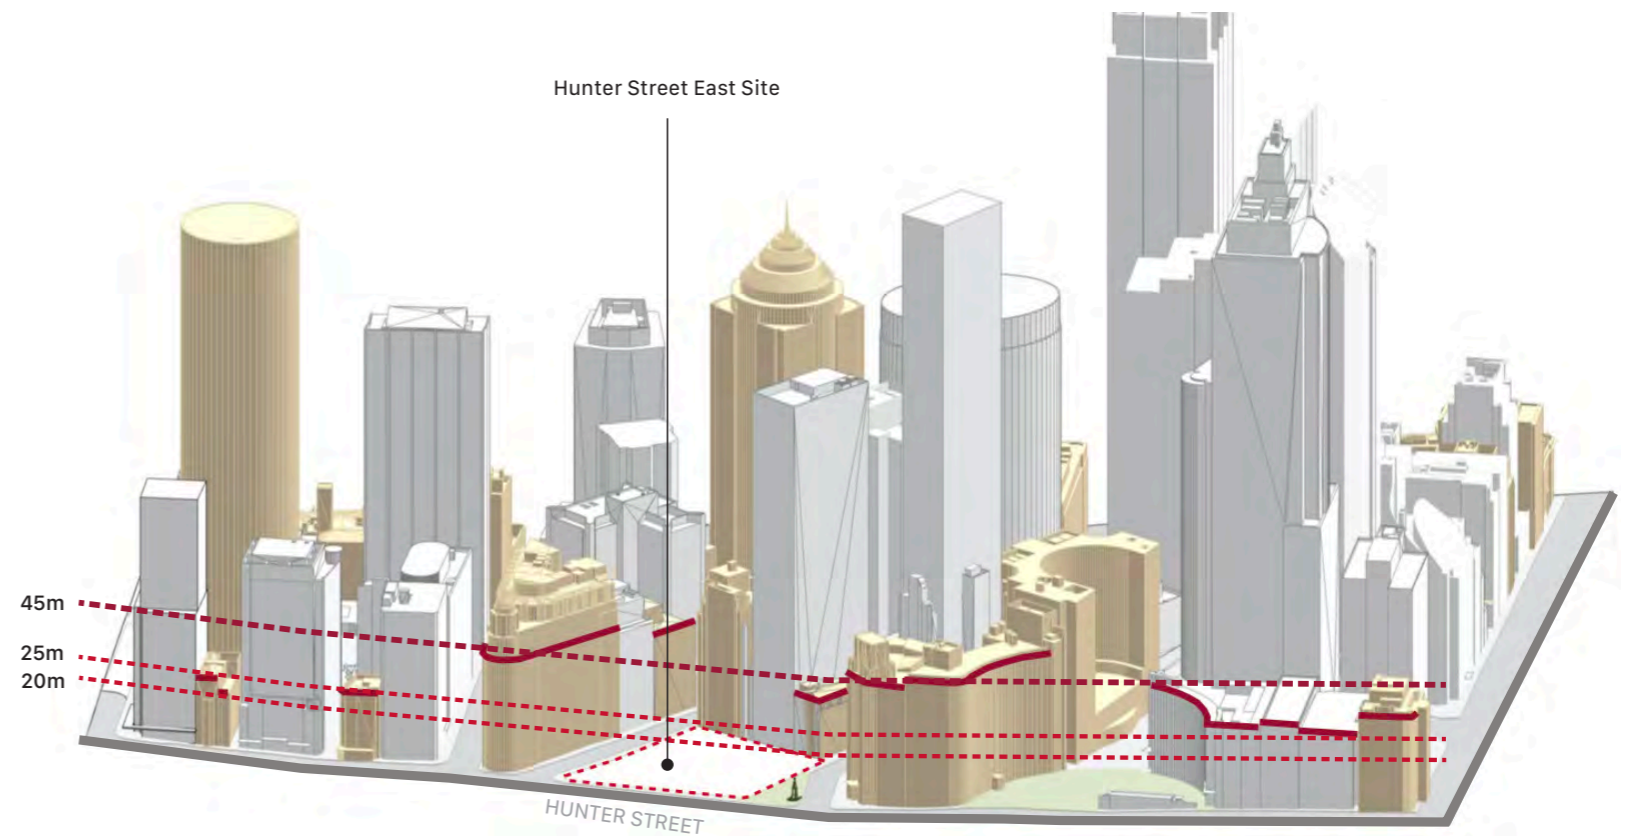 Hunter Street East Site
45m
25m
20m
HUNTER STREET